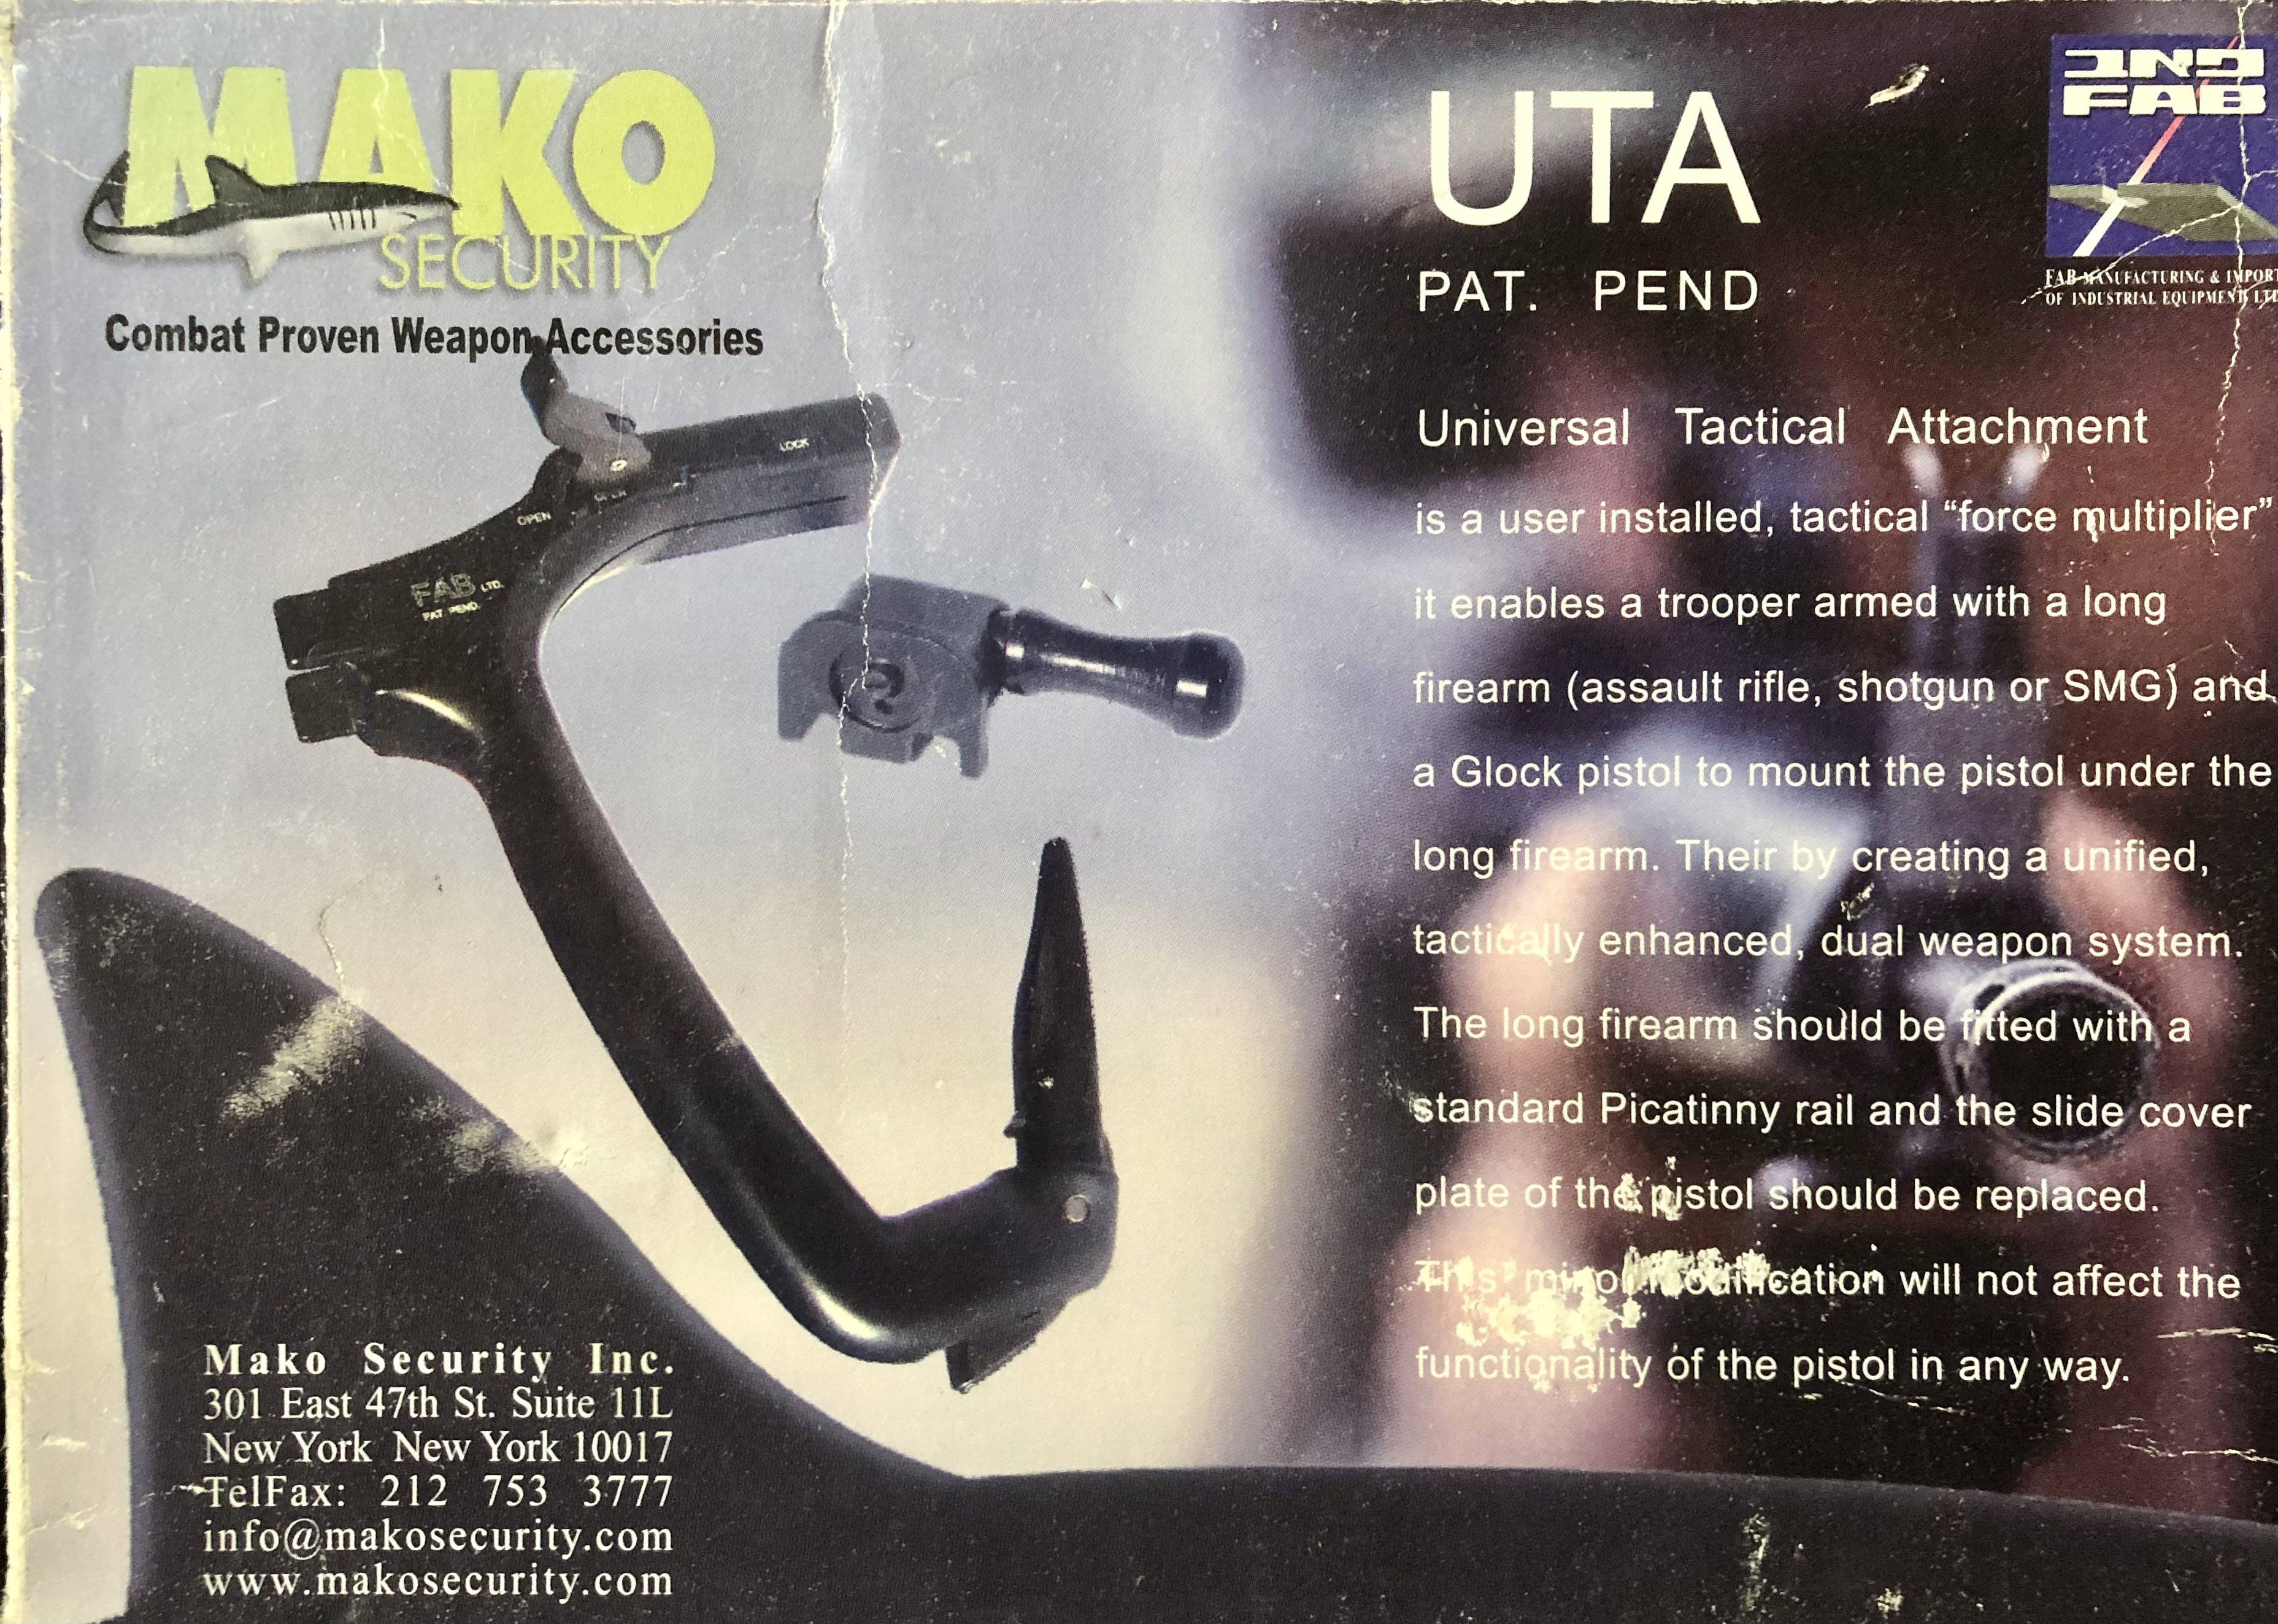 MAKO
SECURITY
Combat Proven Weapon Accessories
LOCK
OPEN
FAB LTD.
PAT PEND.
Mako Security Inc.
301 East 47th St. Suite 11L
New York New York 10017
TelFax: 212 753 3777
info@makosecurity.com
www.makosecurity.com
UTA
PAT. PEND
פאב
FAB
FAB MANUFACTURING & IMPORT
OF INDUSTRIAL EQUIPMENT LTD
Universal Tactical Attachment
is a user installed, tactical “force multiplier”
it enables a trooper armed with a long
firearm (assault rifle, shotgun or SMG) and
a Glock pistol to mount the pistol under the
long firearm. Their by creating a unified,
tactically enhanced, dual weapon system.
The long firearm should be fitted with a
standard Picatinny rail and the slide cover
plate of the pistol should be replaced.
This minor modification will not affect the
functionality of the pistol in any way.